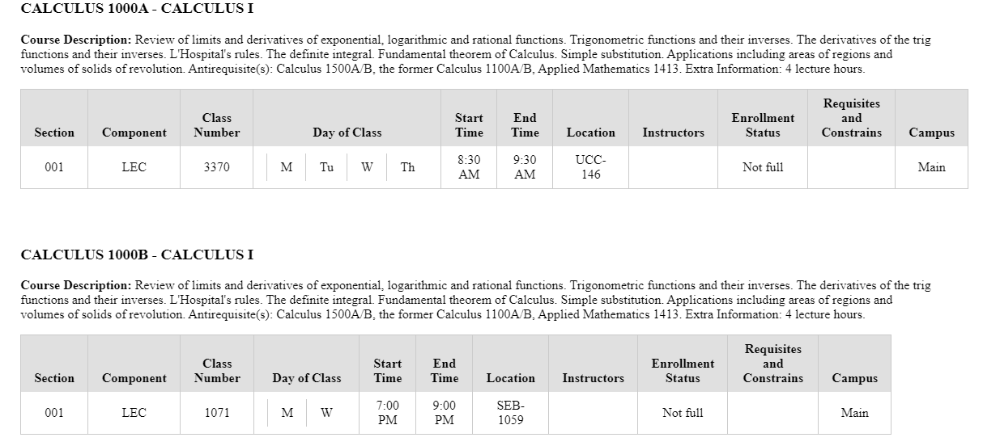 CALCULUS 1000A - CALCULUS I
Course Description: Review of limits and derivatives of exponential, logarithmic and rational functions. Trigonometric functions and their inverses. The derivatives of the trig
functions and their inverses. L'Hospital's rules. The definite integral. Fundamental theorem of Calculus. Simple substitution. Applications including areas of regions and
volumes of solids of revolution. Antirequisite(s): Calculus 1500A/B, the former Calculus 1100A/B, Applied Mathematics 1413. Extra Information: 4 lecture hours.
Section Component Class Number Day of Class Start Time End Time Location Instructors Enrollment Status Requisites and Constrains Campus
001 LEC 3370 M Tu W Th 8:30 AM 9:30 AM UCC-146 Not full Main
CALCULUS 1000B - CALCULUS I
Course Description: Review of limits and derivatives of exponential, logarithmic and rational functions. Trigonometric functions and their inverses. The derivatives of the trig
functions and their inverses. L'Hospital's rules. The definite integral. Fundamental theorem of Calculus. Simple substitution. Applications including areas of regions and
volumes of solids of revolution. Antirequisite(s): Calculus 1500A/B, the former Calculus 1100A/B, Applied Mathematics 1413. Extra Information: 4 lecture hours.
Section Component Class Number Day of Class Start Time End Time Location Instructors Enrollment Status Requisites and Constrains Campus
001 LEC 1071 M W 7:00 PM 9:00 PM SEB-1059 Not full Main